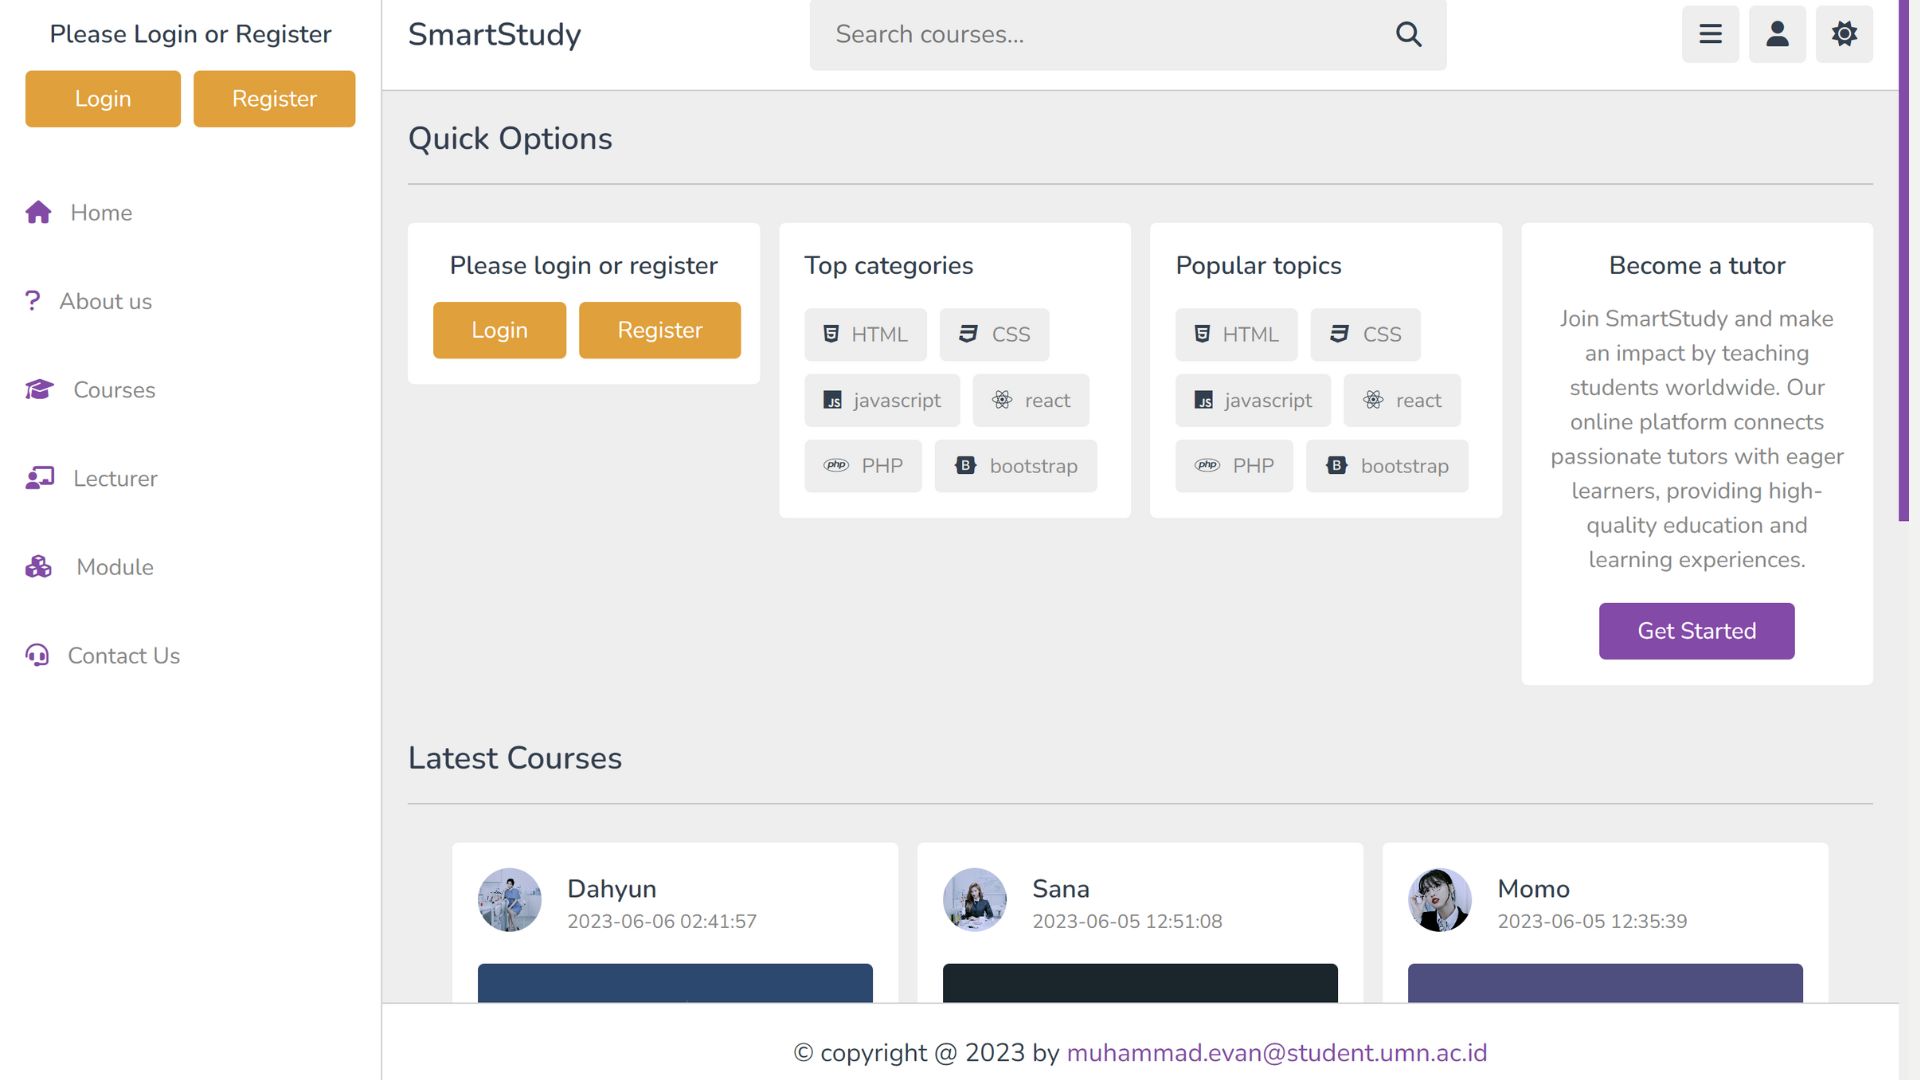 Please Login or Register
Login
Register
Home
About us
Courses
Lecturer
Module
Contact Us
SmartStudy
Search courses...
Quick Options
Please login or register
Login
Register
Top categories
HTML
CSS
javascript
react
PHP
bootstrap
Popular topics
HTML
CSS
javascript
react
PHP
bootstrap
Become a tutor
Join SmartStudy and make
an impact by teaching
students worldwide. Our
online platform connects
passionate tutors with eager
learners, providing high-
quality education and
learning experiences.
Get Started
Latest Courses
Dahyun
2023-06-06 02:41:57
Sana
2023-06-05 12:51:08
Momo
2023-06-05 12:35:39
© copyright @ 2023 by muhammad.evan@student.umn.ac.id